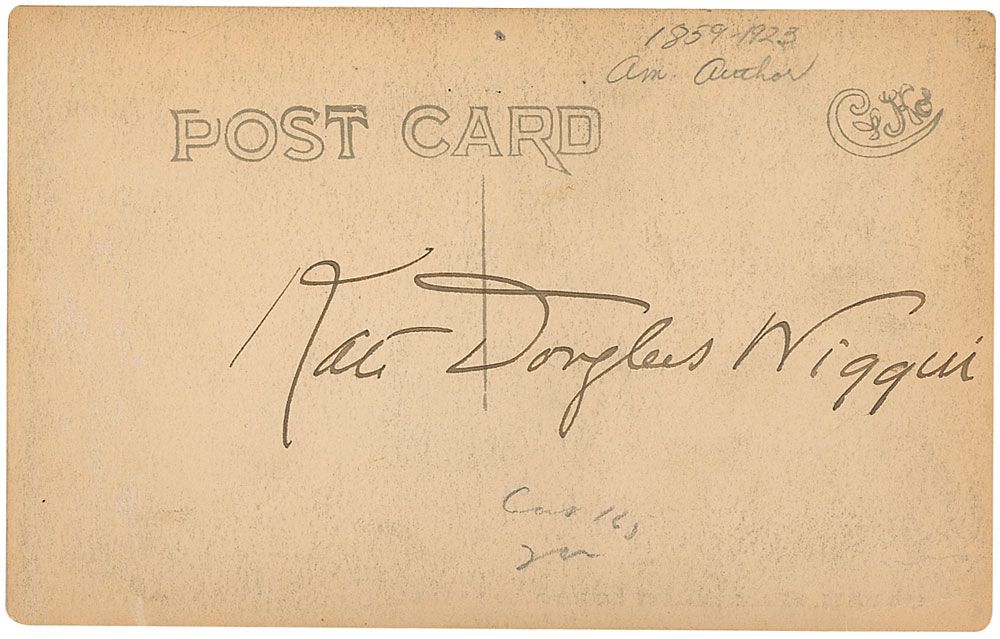 1859-1923
Am. Author
POST CARD
Kate Douglas Wiggin